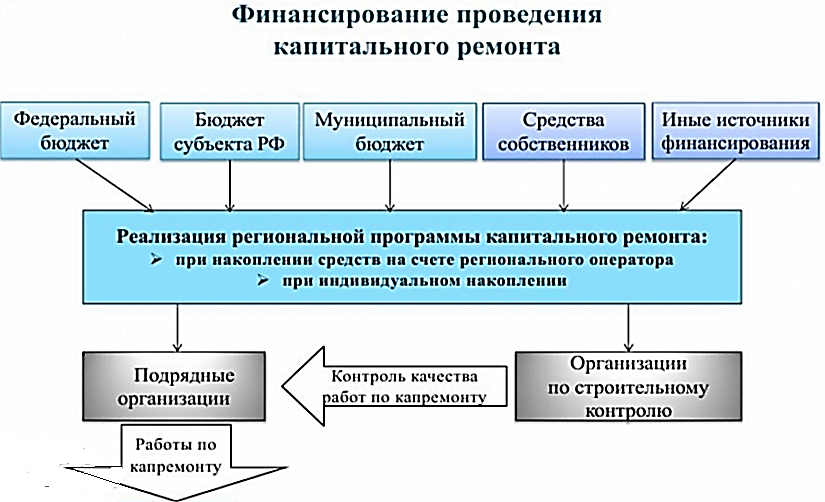 Финансирование проведения
капитального ремонта
Федеральный
бюджет
Бюджет
субъекта РФ
Муниципальный
бюджет
Средства
собственников
Иные источники
финансирования
Реализация региональной программы капитального ремонта:
➢ при накоплении средств на счете регионального оператора
➢ при индивидуальном накоплении
Подрядные
организации
Контроль качества
работ по капремонту
Организации
по строительному
контролю
Работы по
капремонту